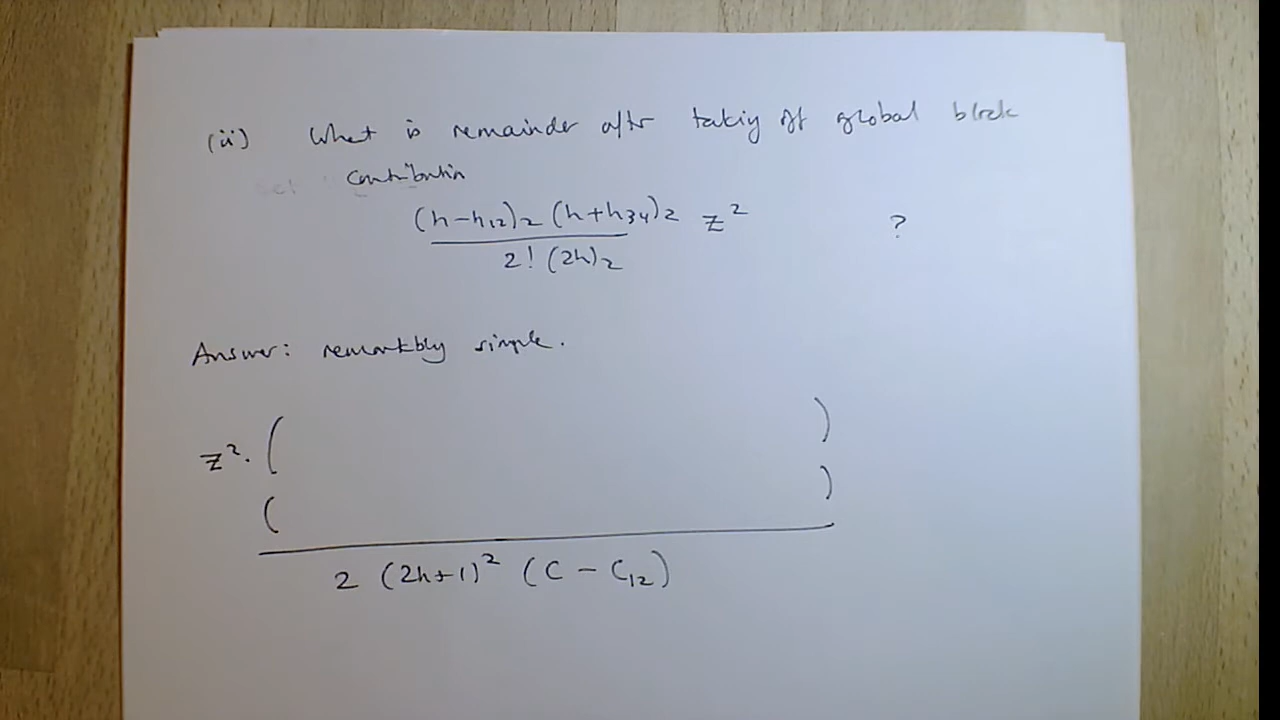 (ii) What is remainder after taking off global block
contribution
(h-h₁₂)₂ (h+h₃₄)₂ z² ?
2! (2h)₂
Answer: remarkbly simple.
z². ( )
( )
2 (2h+1)² (C - C₁₂)